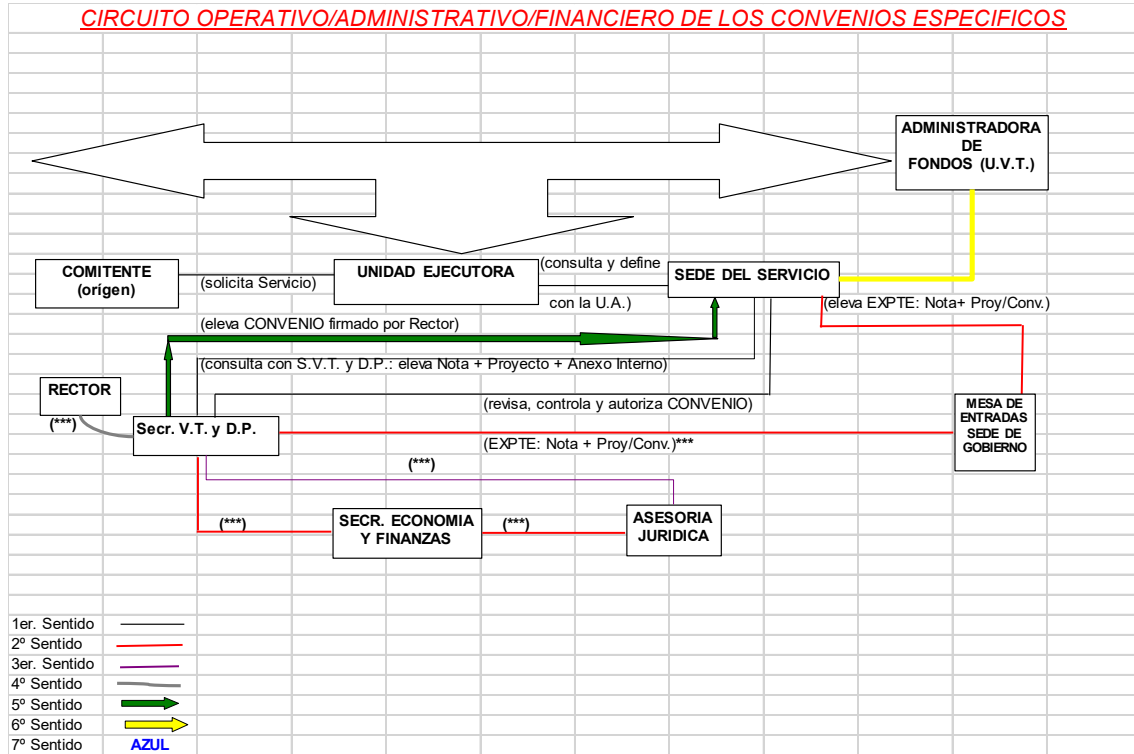 CIRCUITO OPERATIVO/ADMINISTRATIVO/FINANCIERO DE LOS CONVENIOS ESPECIFICOS
ADMINISTRADORA
DE
FONDOS (U.V.T.)
COMITENTE
(orígen)
(solicita Servicio)
UNIDAD EJECUTORA
(consulta y define
con la U.A.)
SEDE DEL SERVICIO
(eleva EXPTE: Nota+ Proy/Conv.)
(eleva CONVENIO firmado por Rector)
(consulta con S.V.T. y D.P.: eleva Nota + Proyecto + Anexo Interno)
RECTOR
(***)
(revisa, controla y autoriza CONVENIO)
MESA DE
ENTRADAS
SEDE DE
GOBIERNO
Secr. V.T. y D.P.
(EXPTE: Nota + Proy/Conv.)***
(***)
(***)
SECR. ECONOMIA
Y FINANZAS
(***)
ASESORIA
JURIDICA
1er. Sentido
2º Sentido
3er. Sentido
4º Sentido
5º Sentido
6º Sentido
7º Sentido AZUL